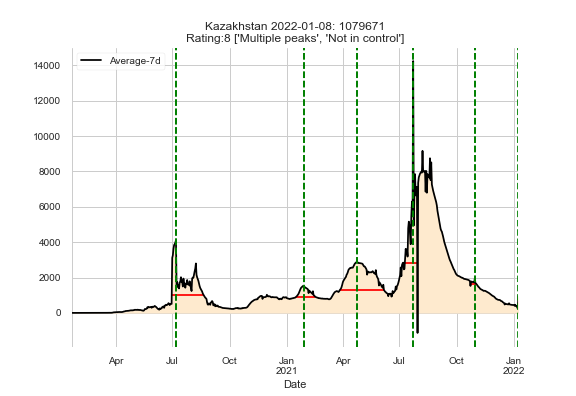 Kazakhstan 2022-01-08: 1079671
Rating:8 ['Multiple peaks', 'Not in control']
Average-7d
14000
12000
10000
8000
6000
4000
2000
0
Apr Jul Oct Jan Apr Jul Oct Jan
2021 2022
Date